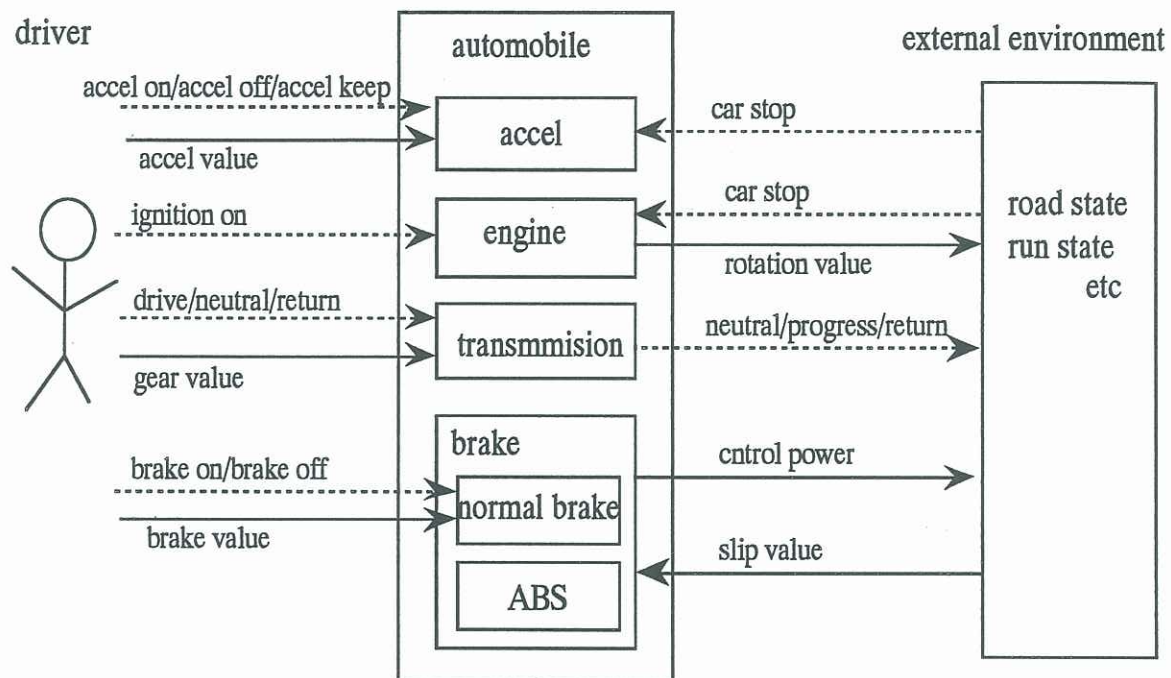 driver
automobile
external environment
accel on/accel off/accel keep
accel value
accel
car stop
ignition on
engine
car stop
rotation value
road state
run state
etc
drive/neutral/return
gear value
transmmision
neutral/progress/return
brake
brake on/brake off
brake value
normal brake
ABS
cntrol power
slip value